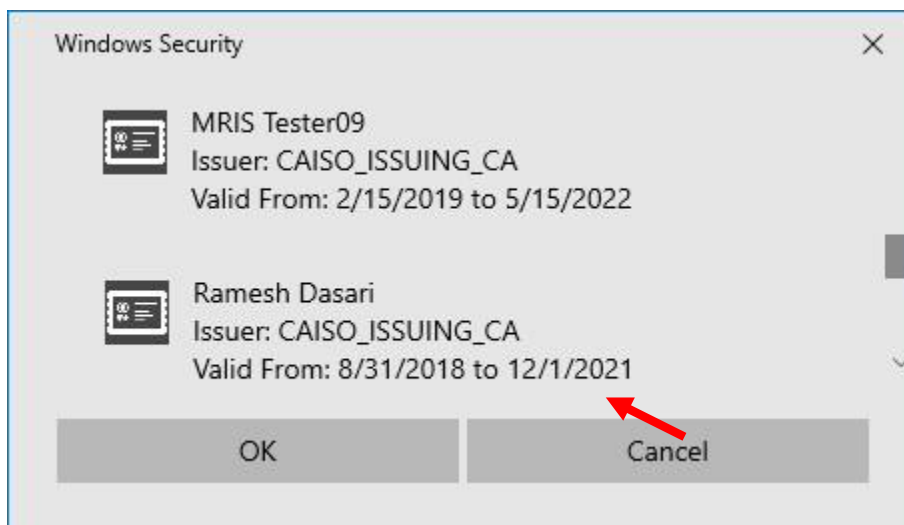 Windows Security
MRIS Tester09
Issuer: CAISO_ISSUING_CA
Valid From: 2/15/2019 to 5/15/2022
Ramesh Dasari
Issuer: CAISO_ISSUING_CA
Valid From: 8/31/2018 to 12/1/2021
OK
Cancel